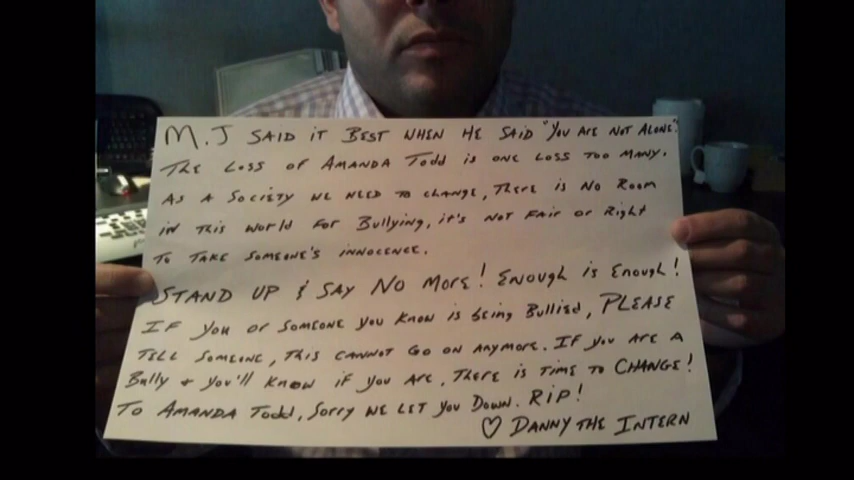 M.J SAID IT BEST WHEN HE SAID "YOU ARE NOT ALONE".
THE LOSS OF AMANDA TODD IS ONE LOSS TOO MANY.
AS A SOCIETY WE NEED TO CHANGE, THERE IS NO ROOM
IN THIS WORLD FOR BULLYING, IT'S NOT FAIR OR RIGHT
TO TAKE SOMEONE'S INNOCENCE.
STAND UP & SAY NO MORE! ENOUGH IS ENOUGH!
IF YOU OR SOMEONE YOU KNOW IS BEING BULLIED, PLEASE
TELL SOMEONE, THIS CANNOT GO ON ANYMORE. IF YOU ARE A
BULLY + YOU'LL KNOW IF YOU ARE, THERE IS TIME TO CHANGE!
TO AMANDA TODD, SORRY WE LET YOU DOWN. RIP!
♡ DANNY THE INTERN